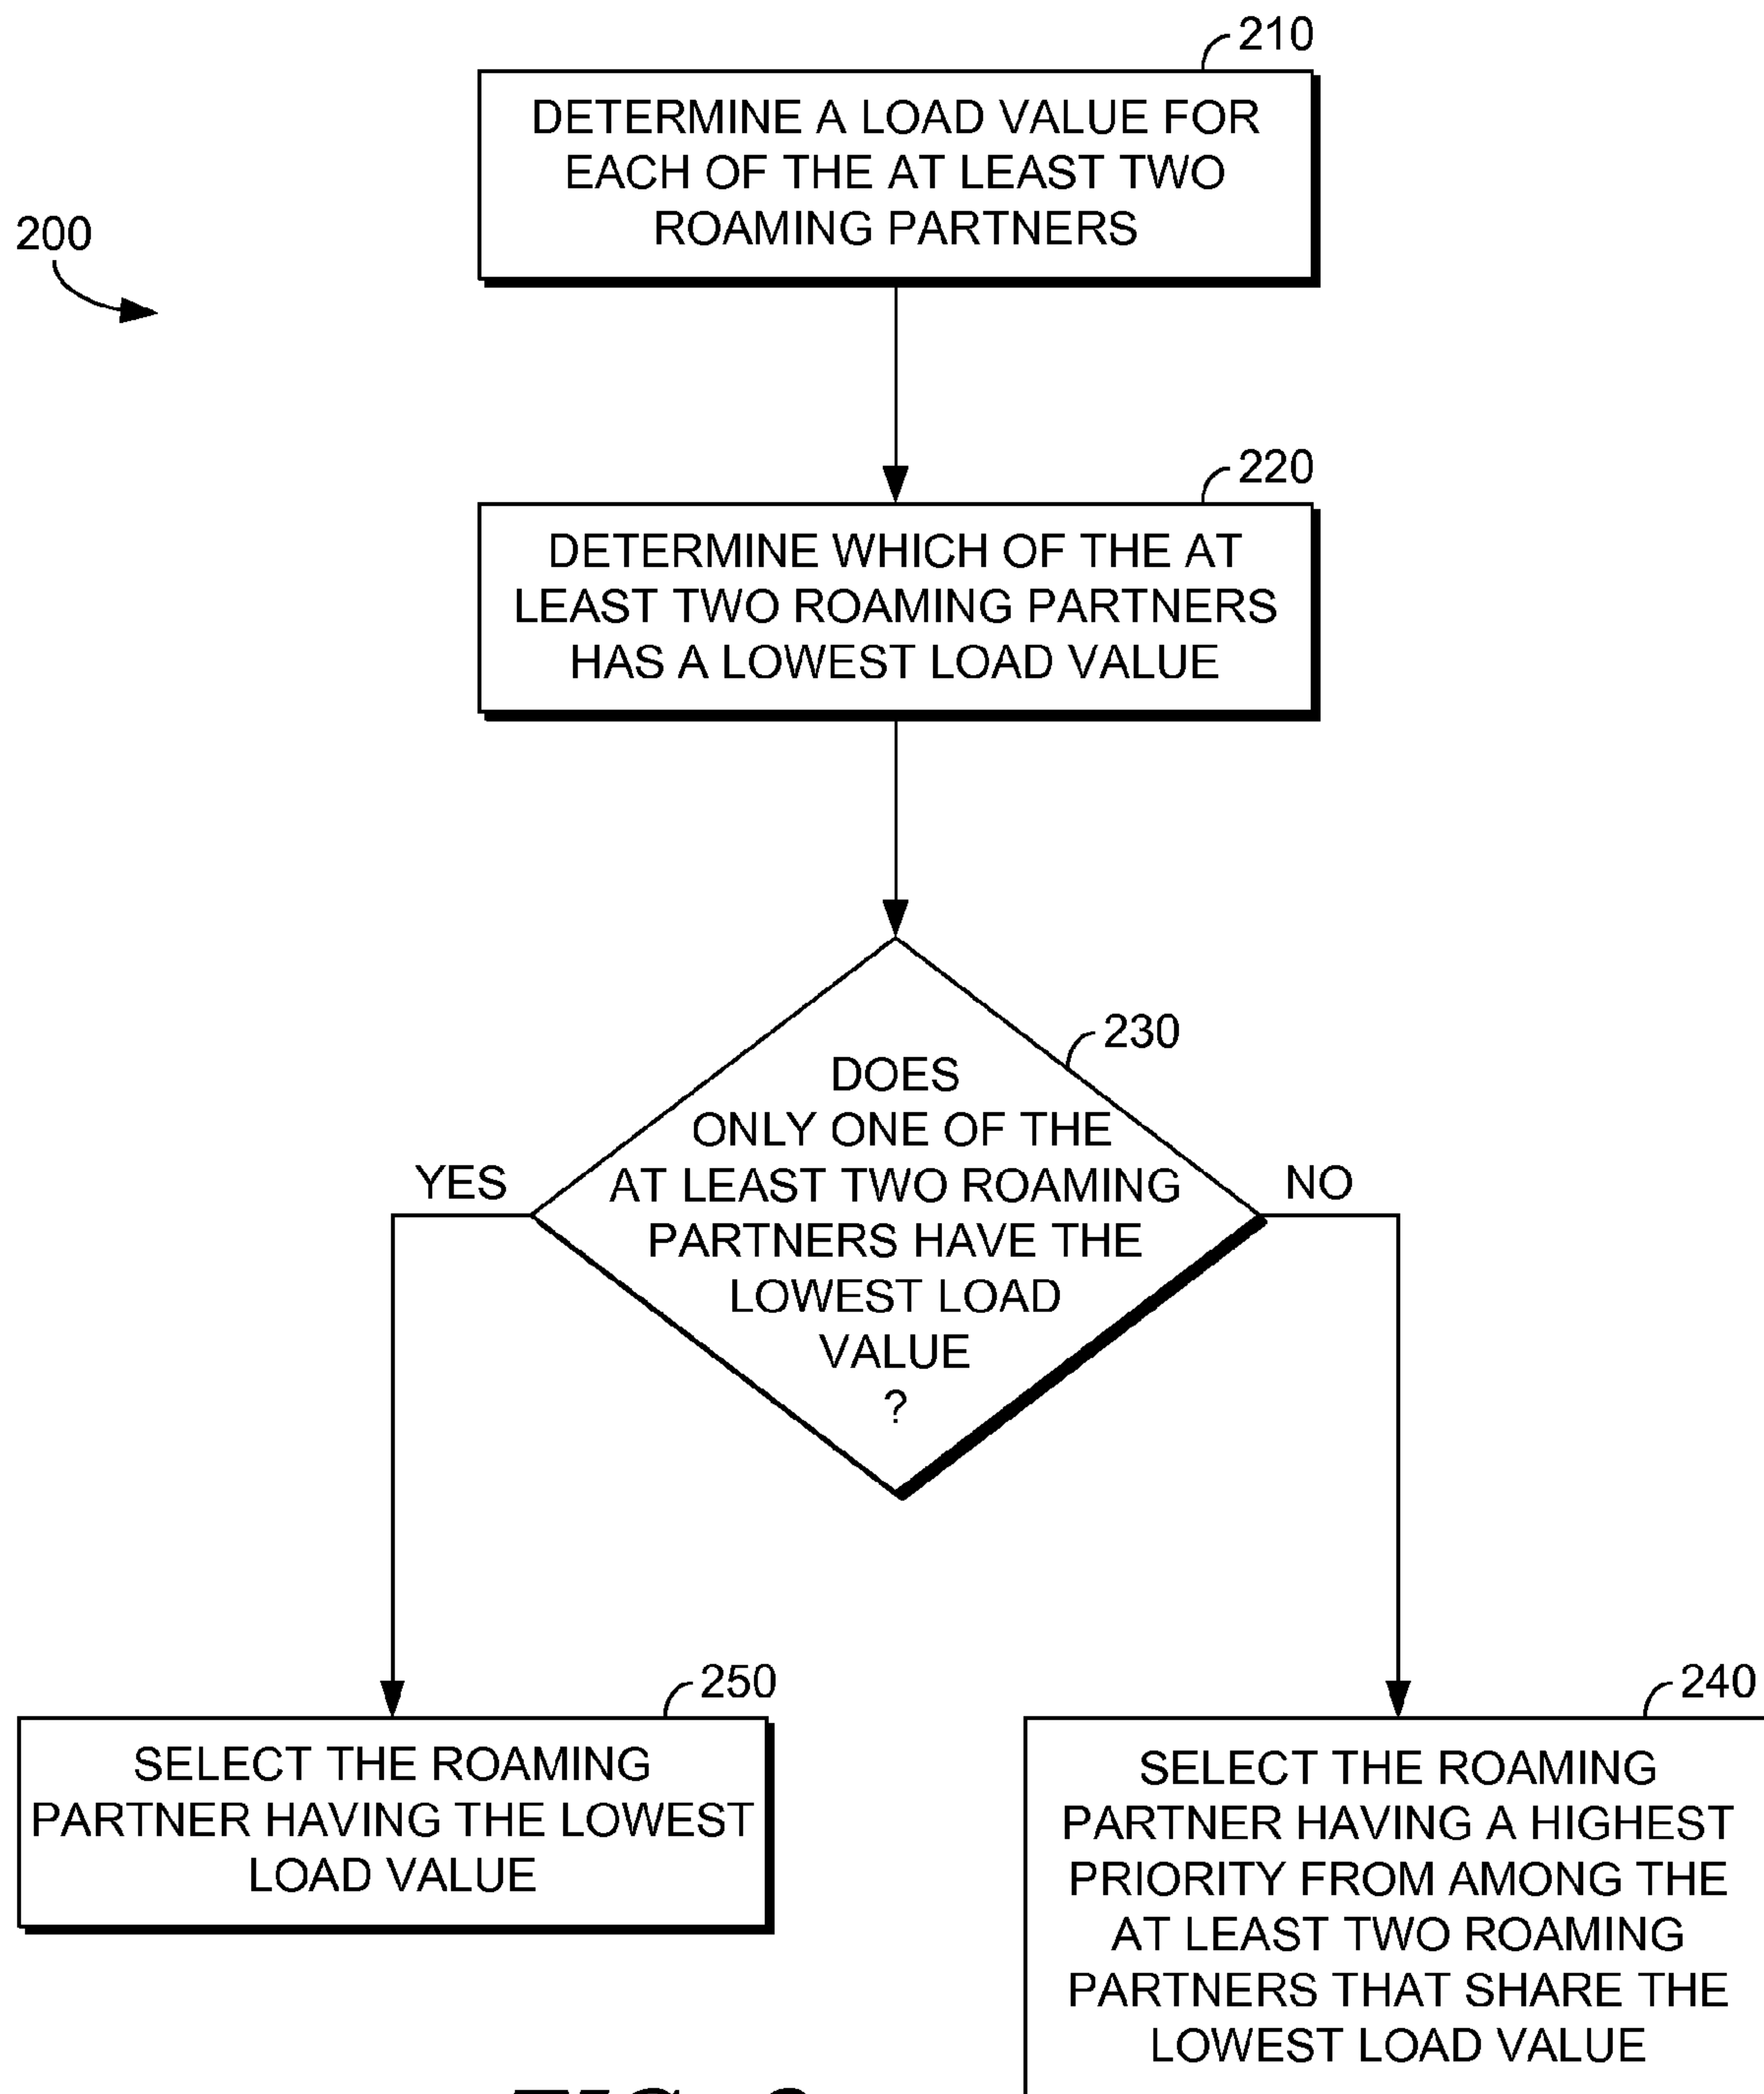 210
DETERMINE A LOAD VALUE FOR
EACH OF THE AT LEAST TWO
ROAMING PARTNERS
200
220
DETERMINE WHICH OF THE AT
LEAST TWO ROAMING PARTNERS
HAS A LOWEST LOAD VALUE
230
DOES
ONLY ONE OF THE
AT LEAST TWO ROAMING
PARTNERS HAVE THE
LOWEST LOAD
VALUE
?
YES
NO
250
SELECT THE ROAMING
PARTNER HAVING THE LOWEST
LOAD VALUE
240
SELECT THE ROAMING
PARTNER HAVING A HIGHEST
PRIORITY FROM AMONG THE
AT LEAST TWO ROAMING
PARTNERS THAT SHARE THE
LOWEST LOAD VALUE